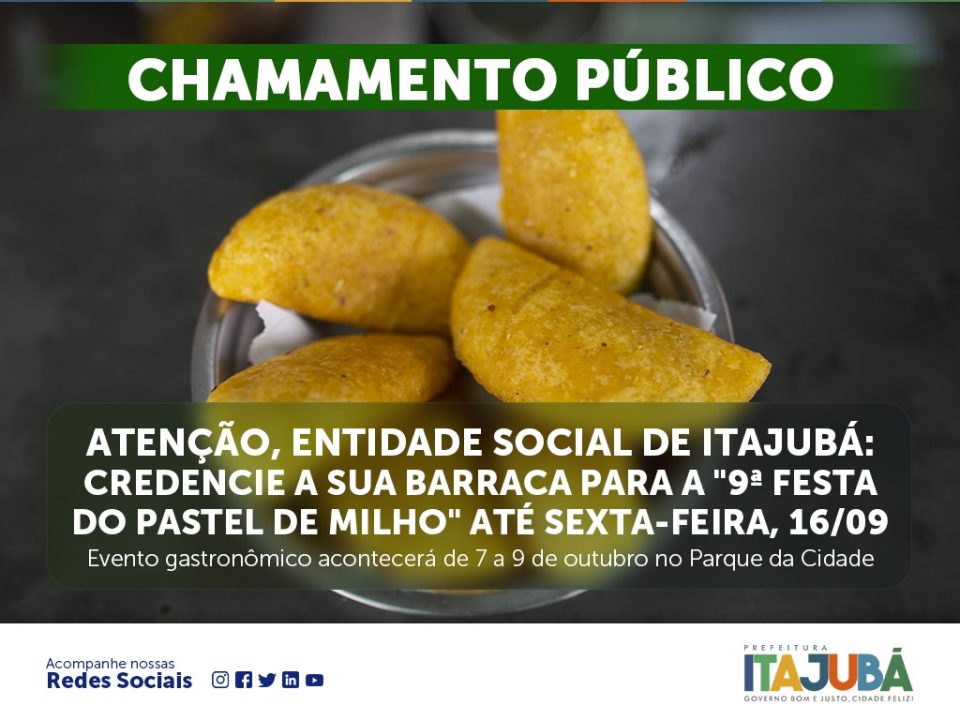 CHAMAMENTO PÚBLICO
ATENÇÃO, ENTIDADE SOCIAL DE ITAJUBÁ:
CREDENCIE A SUA BARRACA PARA A "9ª FESTA
DO PASTEL DE MILHO" ATÉ SEXTA-FEIRA, 16/09
Evento gastronômico acontecerá de 7 a 9 de outubro no Parque da Cidade
Acompanhe nossas
Redes Sociais
PREFEITURA
ITAJUBÁ
GOVERNO BOM E JUSTO, CIDADE FELIZ!